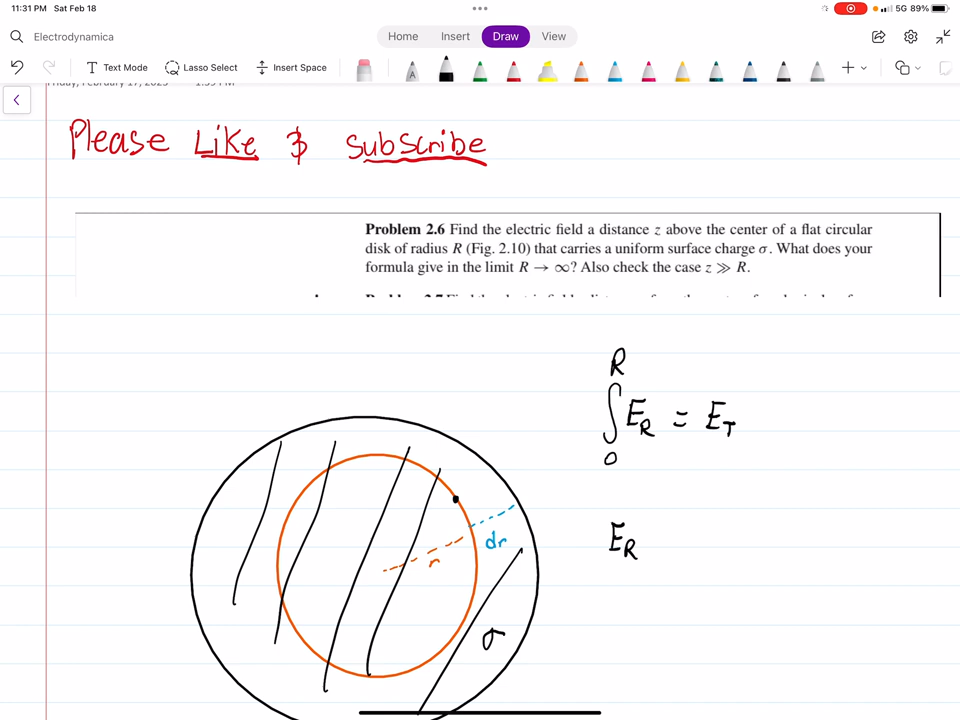 11:31 PM Sat Feb 18
5G 89%
Electrodynamica
Home Insert Draw View
Text Mode Lasso Select Insert Space
A
Please Like & Subscribe
Problem 2.6 Find the electric field a distance z above the center of a flat circular
disk of radius R (Fig. 2.10) that carries a uniform surface charge σ. What does your
formula give in the limit R → ∞? Also check the case z ≫ R.
R
∫ E_R = E_T
0
dr
r
E_R
σ